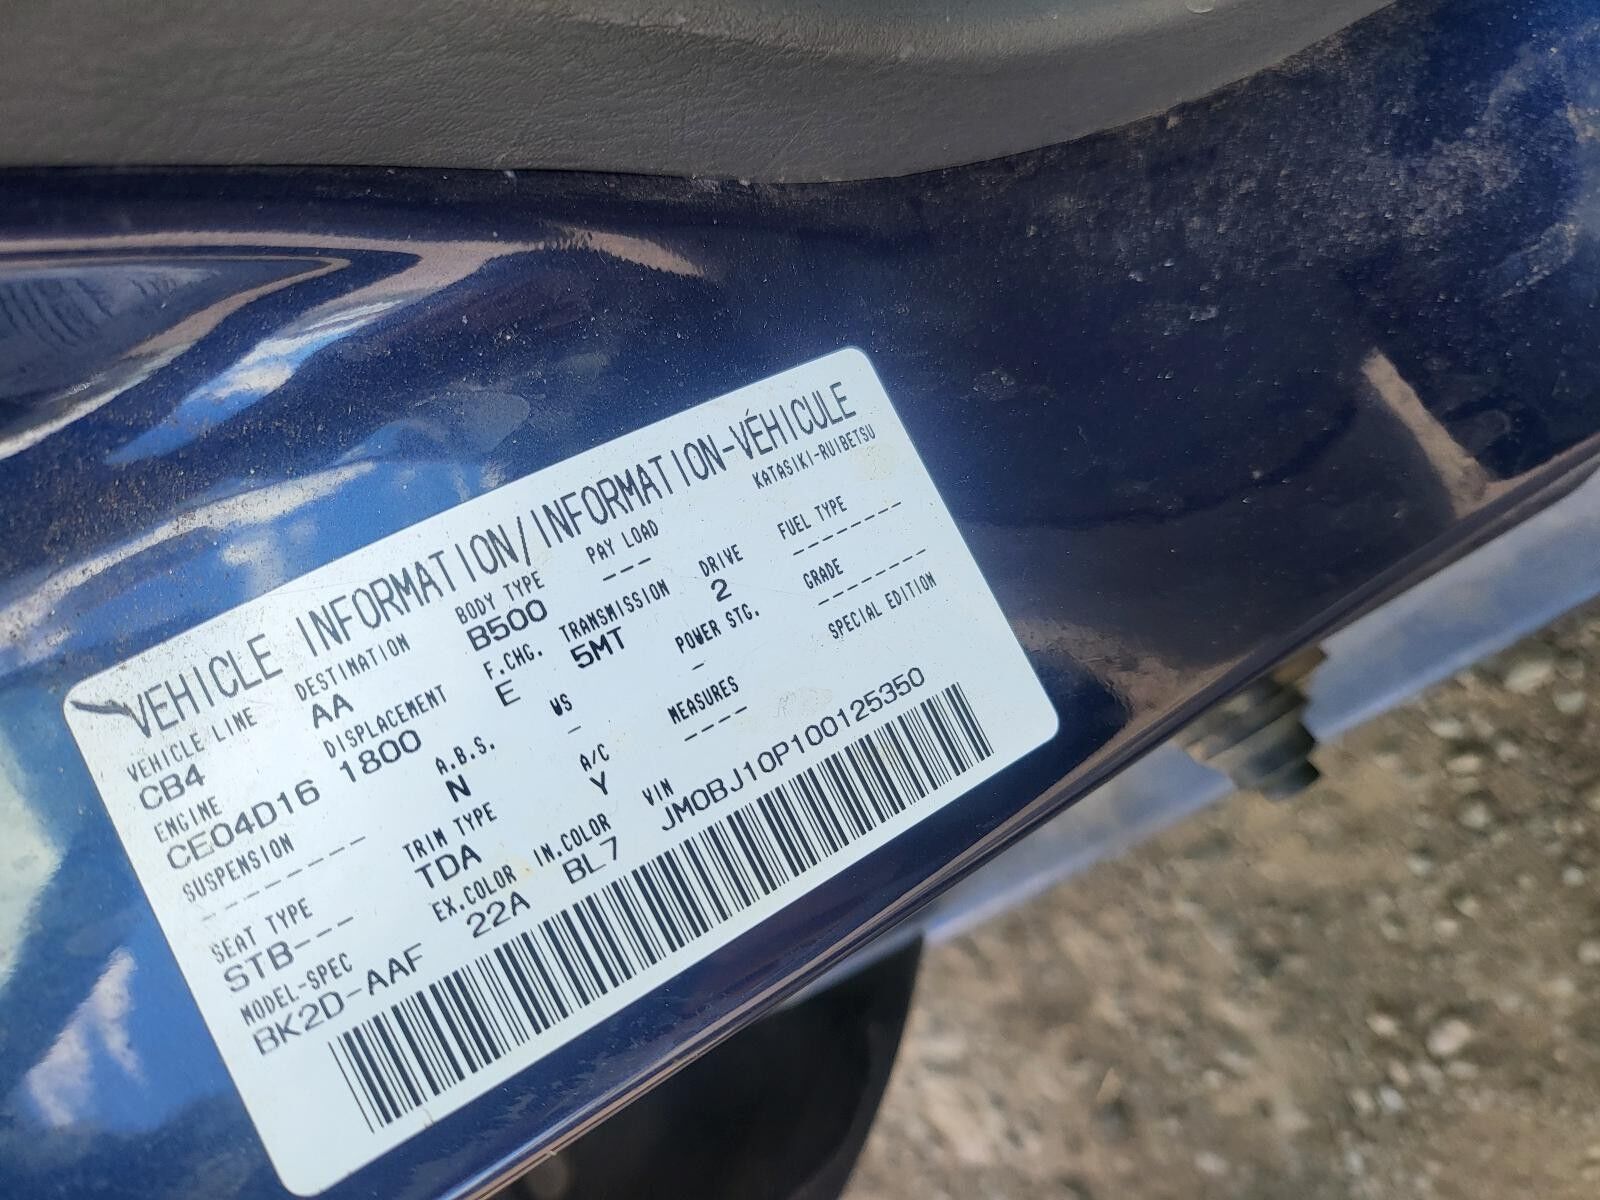 VEHICLE INFORMATION/INFORMATION-VÉHICULE
VEHICLE LINE DESTINATION BODY TYPE PAY LOAD KATASIKI-RUIBETSU
CB4 AA B500 ---
ENGINE DISPLACEMENT F.CHG. TRANSMISSION DRIVE FUEL TYPE
CE04D16 1800 E 5MT 2 --------
SUSPENSION A.B.S. WS POWER STG. GRADE
-------- N - - --------
SEAT TYPE TRIM TYPE A/C MEASURES SPECIAL EDITION
STB--- TDA Y ----
MODEL-SPEC EX.COLOR IN.COLOR VIN
BK2D-AAF 22A BL7 JM0BJ10P100125350